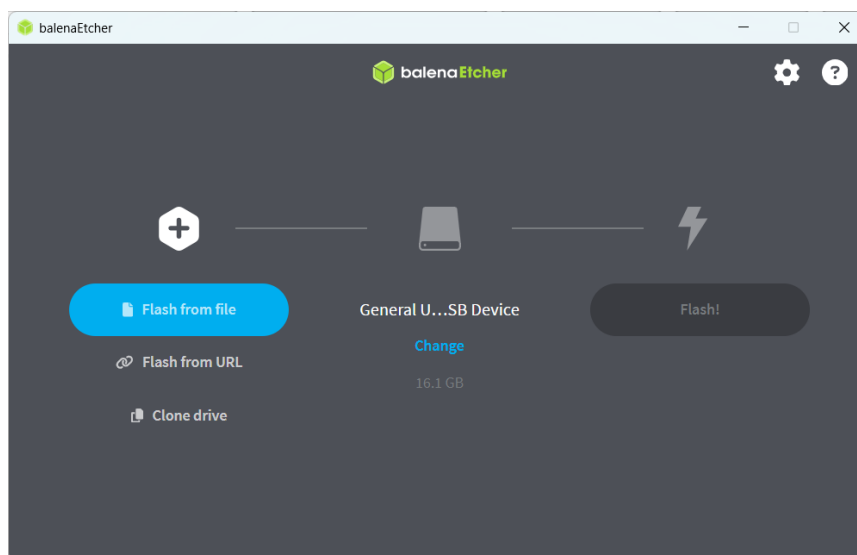 balenaEtcher
balenaEtcher
Flash from file
Flash from URL
Clone drive
General U...SB Device
Change
16.1 GB
Flash!